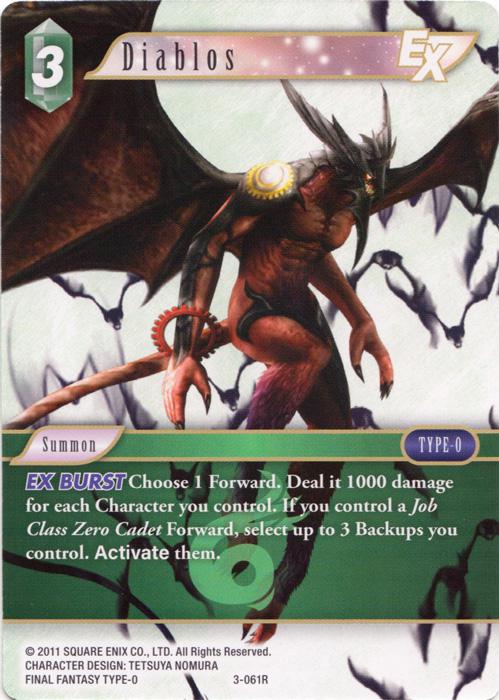 3
Diablos
EX
Summon
TYPE-0
EX BURST Choose 1 Forward. Deal it 1000 damage
for each Character you control. If you control a Job
Class Zero Cadet Forward, select up to 3 Backups you
control. Activate them.
© 2011 SQUARE ENIX CO., LTD. All Rights Reserved.
CHARACTER DESIGN: TETSUYA NOMURA
FINAL FANTASY TYPE-0
3-061R